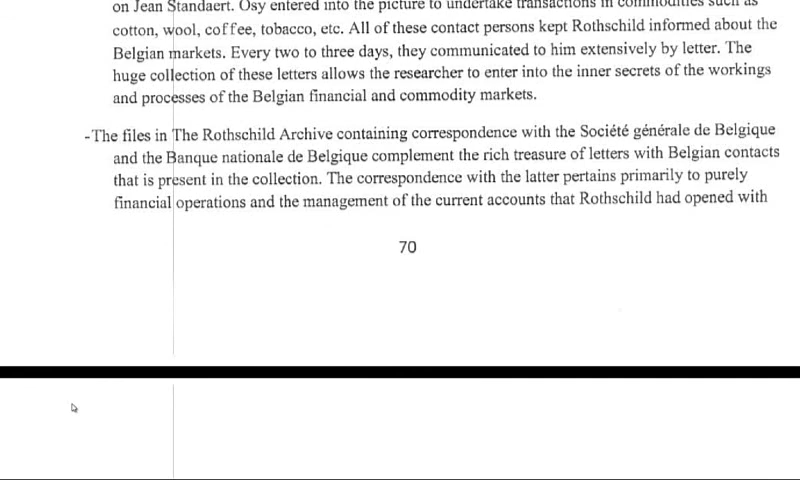 on Jean Standaert. Osy entered into the picture to undertake transactions in commodities such as
cotton, wool, coffee, tobacco, etc. All of these contact persons kept Rothschild informed about the
Belgian markets. Every two to three days, they communicated to him extensively by letter. The
huge collection of these letters allows the researcher to enter into the inner secrets of the workings
and processes of the Belgian financial and commodity markets.
-The files in The Rothschild Archive containing correspondence with the Société générale de Belgique
and the Banque nationale de Belgique complement the rich treasure of letters with Belgian contacts
that is present in the collection. The correspondence with the latter pertains primarily to purely
financial operations and the management of the current accounts that Rothschild had opened with
70